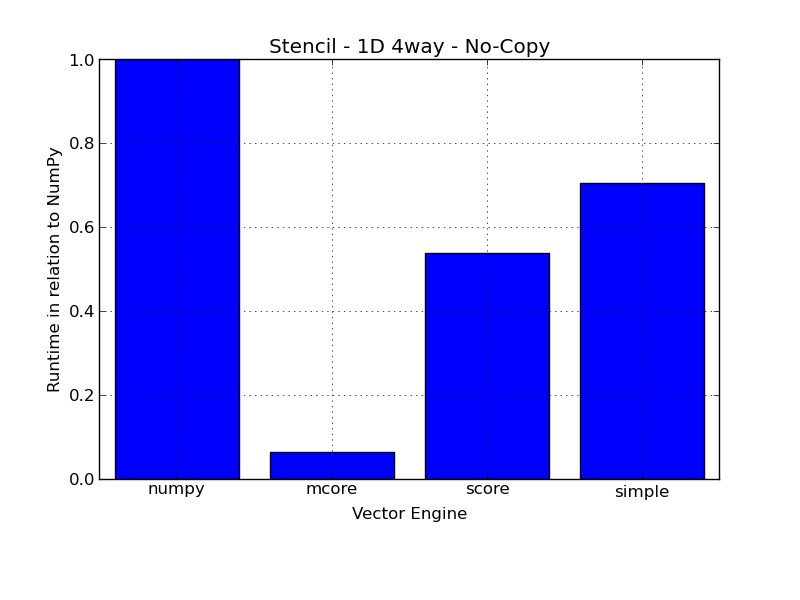 Stencil - 1D 4way - No-Copy
1.0
0.8
0.6
0.4
0.2
0.0
Runtime in relation to NumPy
numpy mcore score simple
Vector Engine